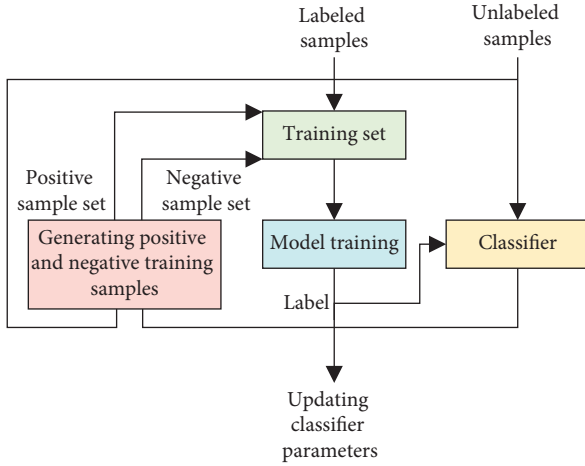 Labeled
samples
Unlabeled
samples
Training set
Positive
sample set
Negative
sample set
Generating positive
and negative training
samples
Model training
Classifier
Label
Updating
classifier
parameters